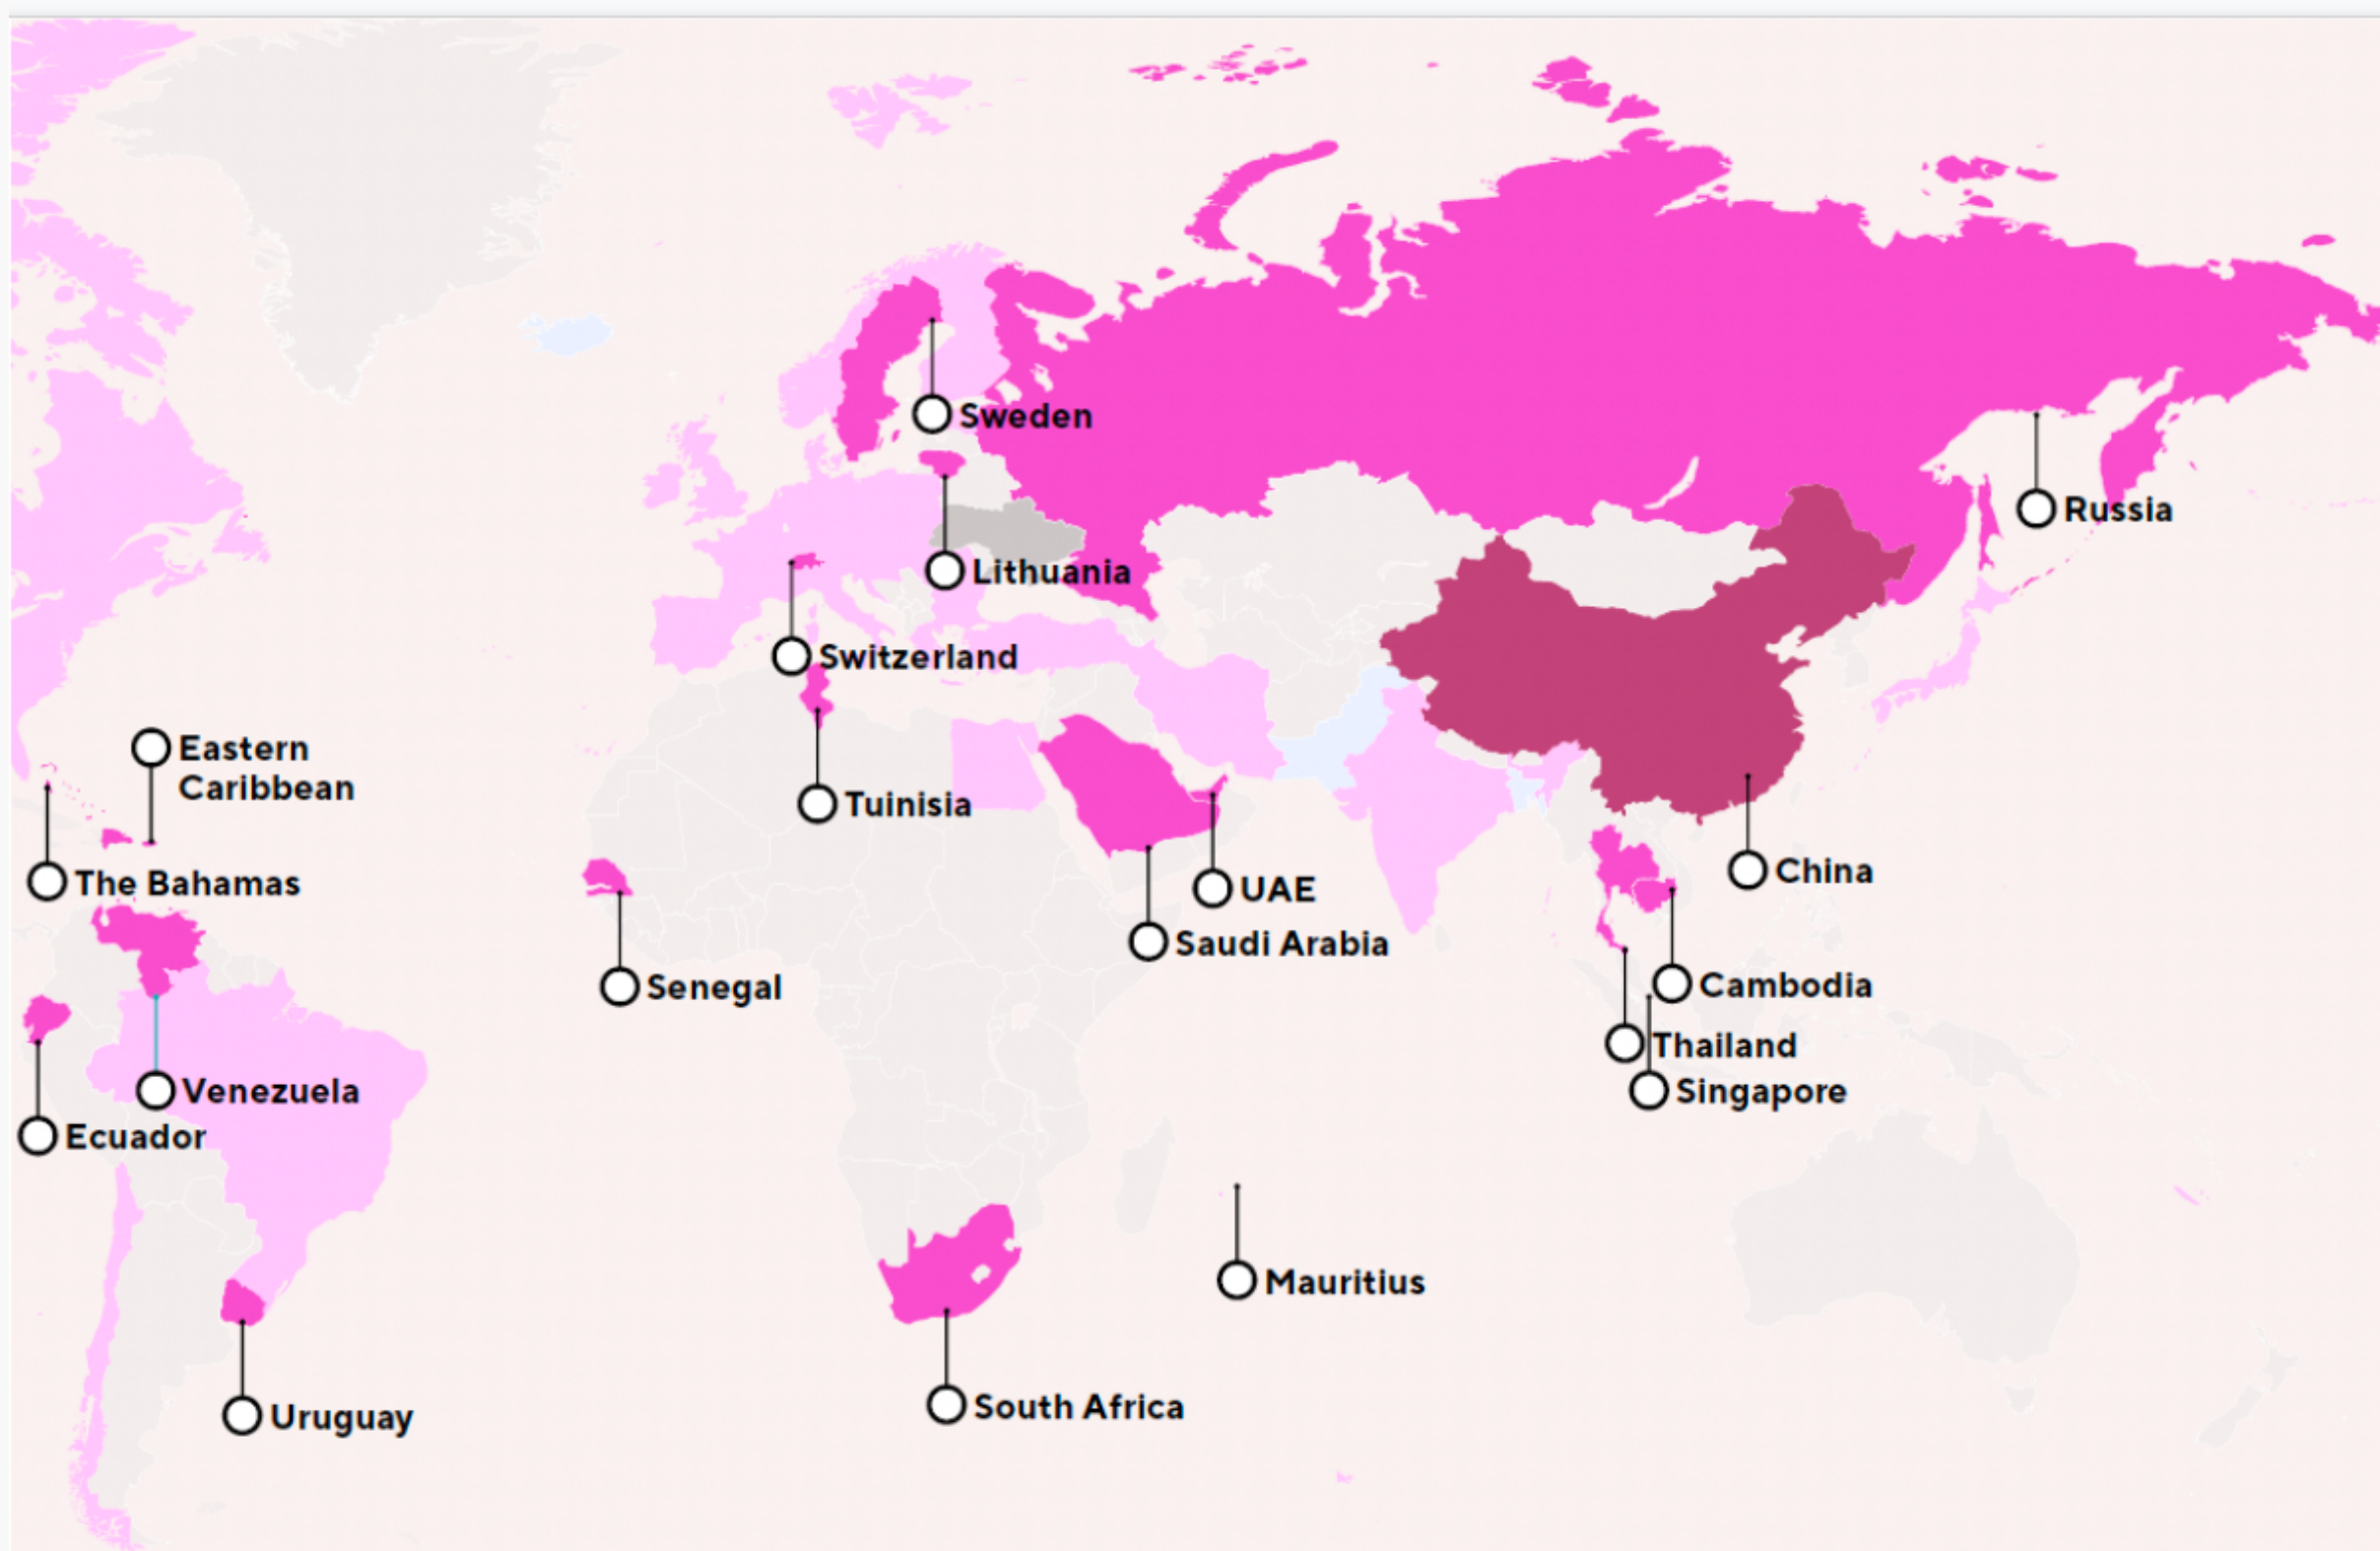 Sweden
Russia
Lithuania
Switzerland
Eastern
Caribbean
Tuinisia
The Bahamas
UAE
China
Saudi Arabia
Senegal
Cambodia
Thailand
Venezuela
Singapore
Ecuador
Mauritius
South Africa
Uruguay